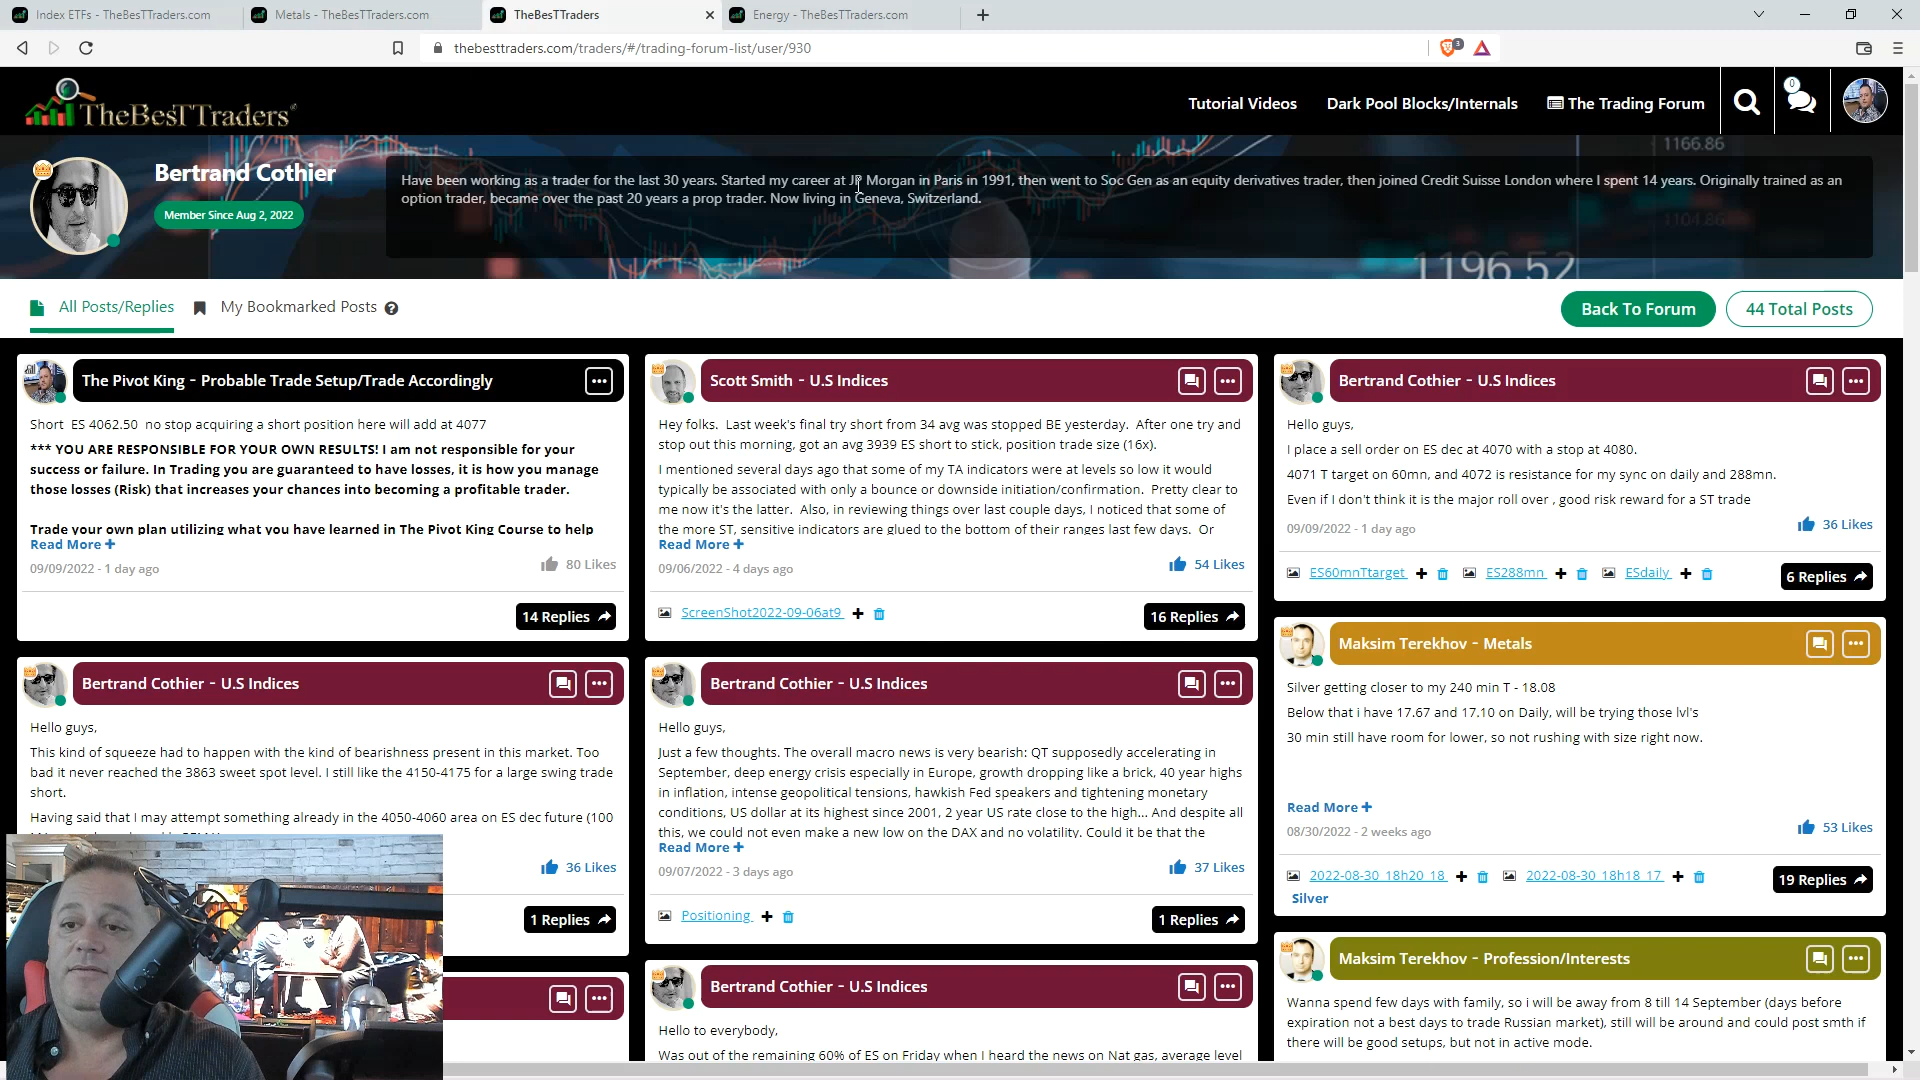 Index ETFs - TheBesTTraders.com
Metals - TheBesTTraders.com
TheBesTTraders
Energy - TheBesTTraders.com
thebesttraders.com/traders/#/trading-forum-list/user/930
3
TheBesTTraders
Tutorial Videos
Dark Pool Blocks/Internals
The Trading Forum
0
1166.86
1104.86
1196.52
Bertrand Cothier
Member Since Aug 2, 2022
Have been working as a trader for the last 30 years. Started my career at JP Morgan in Paris in 1991, then went to Soc Gen as an equity derivatives trader, then joined Credit Suisse London where I spent 14 years. Originally trained as an
option trader, became over the past 20 years a prop trader. Now living in Geneva, Switzerland.
All Posts/Replies
My Bookmarked Posts
Back To Forum
44 Total Posts
The Pivot King - Probable Trade Setup/Trade Accordingly
Short ES 4062.50 no stop acquiring a short position here will add at 4077
*** YOU ARE RESPONSIBLE FOR YOUR OWN RESULTS! I am not responsible for your
success or failure. In Trading you are guaranteed to have losses, it is how you manage
those losses (Risk) that increases your chances into becoming a profitable trader.
Trade your own plan utilizing what you have learned in The Pivot King Course to help
Read More +
09/09/2022 - 1 day ago
80 Likes
14 Replies
Scott Smith - U.S Indices
Hey folks. Last week's final try short from 34 avg was stopped BE yesterday. After one try and
stop out this morning, got an avg 3939 ES short to stick, position trade size (16x).
I mentioned several days ago that some of my TA indicators were at levels so low it would
typically be associated with only a bounce or downside initiation/confirmation. Pretty clear to
me now it's the latter. Also, in reviewing things over last couple days, I noticed that some of
the more ST, sensitive indicators are glued to the bottom of their ranges last few days. Or
Read More +
09/06/2022 - 4 days ago
54 Likes
ScreenShot2022-09-06at9
16 Replies
Bertrand Cothier - U.S Indices
Hello guys,
I place a sell order on ES dec at 4070 with a stop at 4080.
4071 T target on 60mn, and 4072 is resistance for my sync on daily and 288mn.
Even if I don't think it is the major roll over , good risk reward for a ST trade
09/09/2022 - 1 day ago
36 Likes
ES60mnTtarget
ES288mn
ESdaily
6 Replies
Bertrand Cothier - U.S Indices
Hello guys,
This kind of squeeze had to happen with the kind of bearishness present in this market. Too
bad it never reached the 3863 sweet spot level. I still like the 4150-4175 for a large swing trade
short.
Having said that I may attempt something already in the 4050-4060 area on ES dec future (100
36 Likes
1 Replies
Bertrand Cothier - U.S Indices
Hello guys,
Just a few thoughts. The overall macro news is very bearish: QT supposedly accelerating in
September, deep energy crisis especially in Europe, growth dropping like a brick, 40 year highs
in inflation, intense geopolitical tensions, hawkish Fed speakers and tightening monetary
conditions, US dollar at its highest since 2001, 2 year US rate close to the high... And despite all
this, we could not even make a new low on the DAX and no volatility. Could it be that the
Read More +
09/07/2022 - 3 days ago
37 Likes
Positioning
1 Replies
Maksim Terekhov - Metals
Silver getting closer to my 240 min T - 18.08
Below that i have 17.67 and 17.10 on Daily, will be trying those lvl's
30 min still have room for lower, so not rushing with size right now.
Read More +
08/30/2022 - 2 weeks ago
53 Likes
2022-08-30_18h20_18
2022-08-30_18h18_17
Silver
19 Replies
Bertrand Cothier - U.S Indices
Hello to everybody,
Was out of the remaining 60% of ES on Friday when I heard the news on Nat gas, average level
Maksim Terekhov - Profession/Interests
Wanna spend few days with family, so i will be away from 8 till 14 September (days before
expiration not a best days to trade Russian market), still will be around and could post smth if
there will be good setups, but not in active mode.